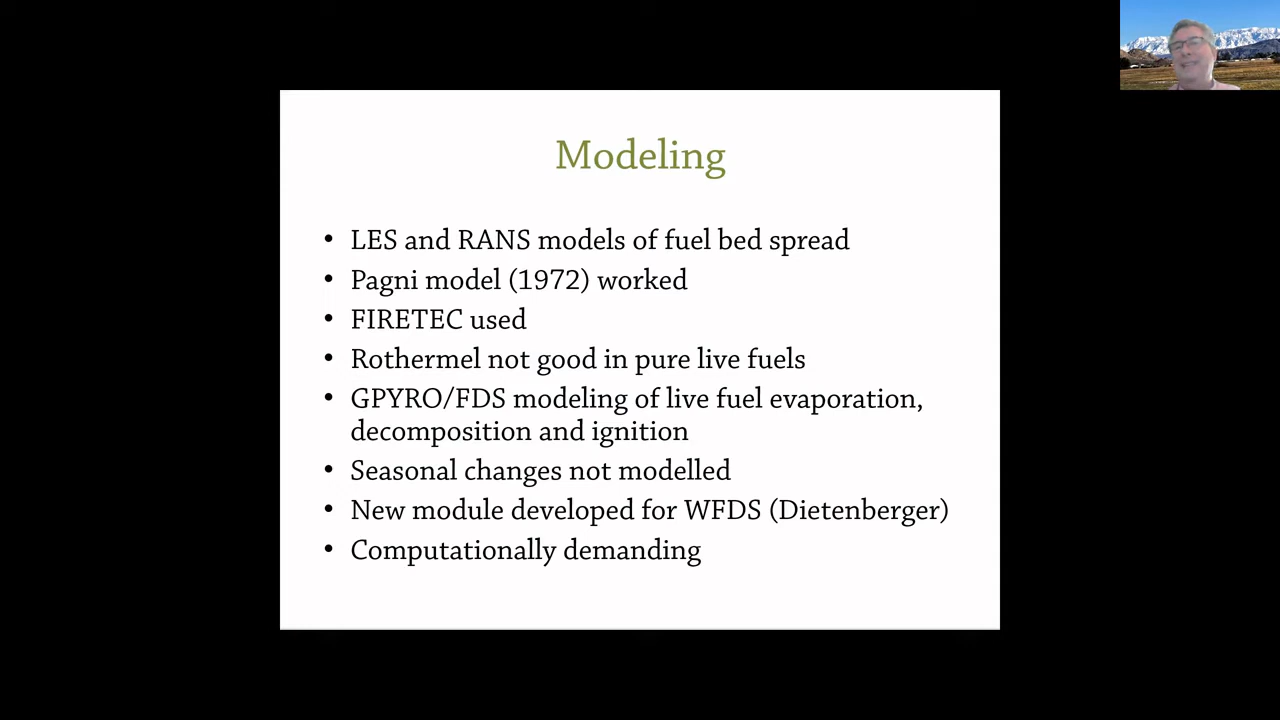 Modeling
• LES and RANS models of fuel bed spread
• Pagni model (1972) worked
• FIRETEC used
• Rothermel not good in pure live fuels
• GPYRO/FDS modeling of live fuel evaporation,
decomposition and ignition
• Seasonal changes not modelled
• New module developed for WFDS (Dietenberger)
• Computationally demanding